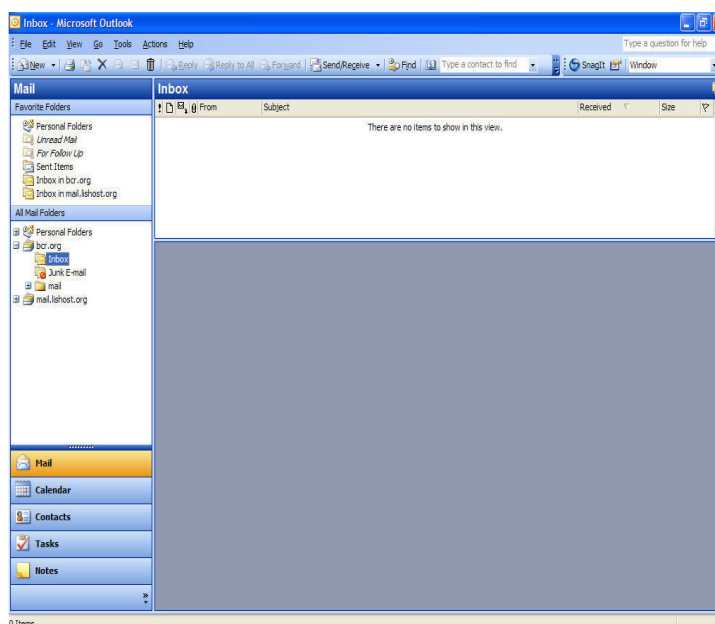 Inbox - Microsoft Outlook
File Edit View Go Tools Actions Help Type a question for help
New Reply Reply to All Forward Send/Receive Find Type a contact to find SnagIt Window
Mail
Inbox
Favorite Folders
! From Subject Received Size
There are no items to show in this view.
Personal Folders
Unread Mail
For Follow Up
Sent Items
Inbox in bcr.org
Inbox in mail.lishost.org
All Mail Folders
Personal Folders
bcr.org
Inbox
Junk E-mail
mail
mail.lishost.org
Mail
Calendar
Contacts
Tasks
Notes
0 Items